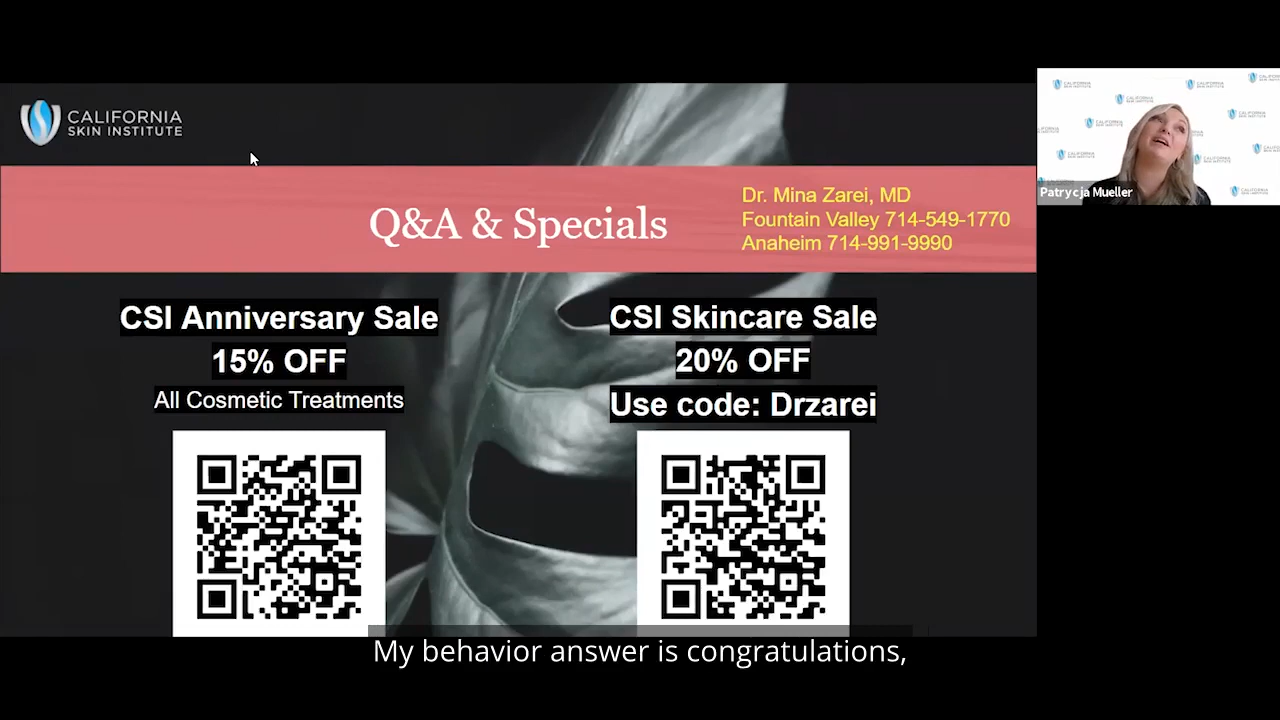 CALIFORNIA
SKIN INSTITUTE
Q&A & Specials
Dr. Mina Zarei, MD
Fountain Valley 714-549-1770
Anaheim 714-991-9990
Patrycja Mueller
CSI Anniversary Sale
15% OFF
All Cosmetic Treatments
CSI Skincare Sale
20% OFF
Use code: Drzarei
My behavior answer is congratulations,